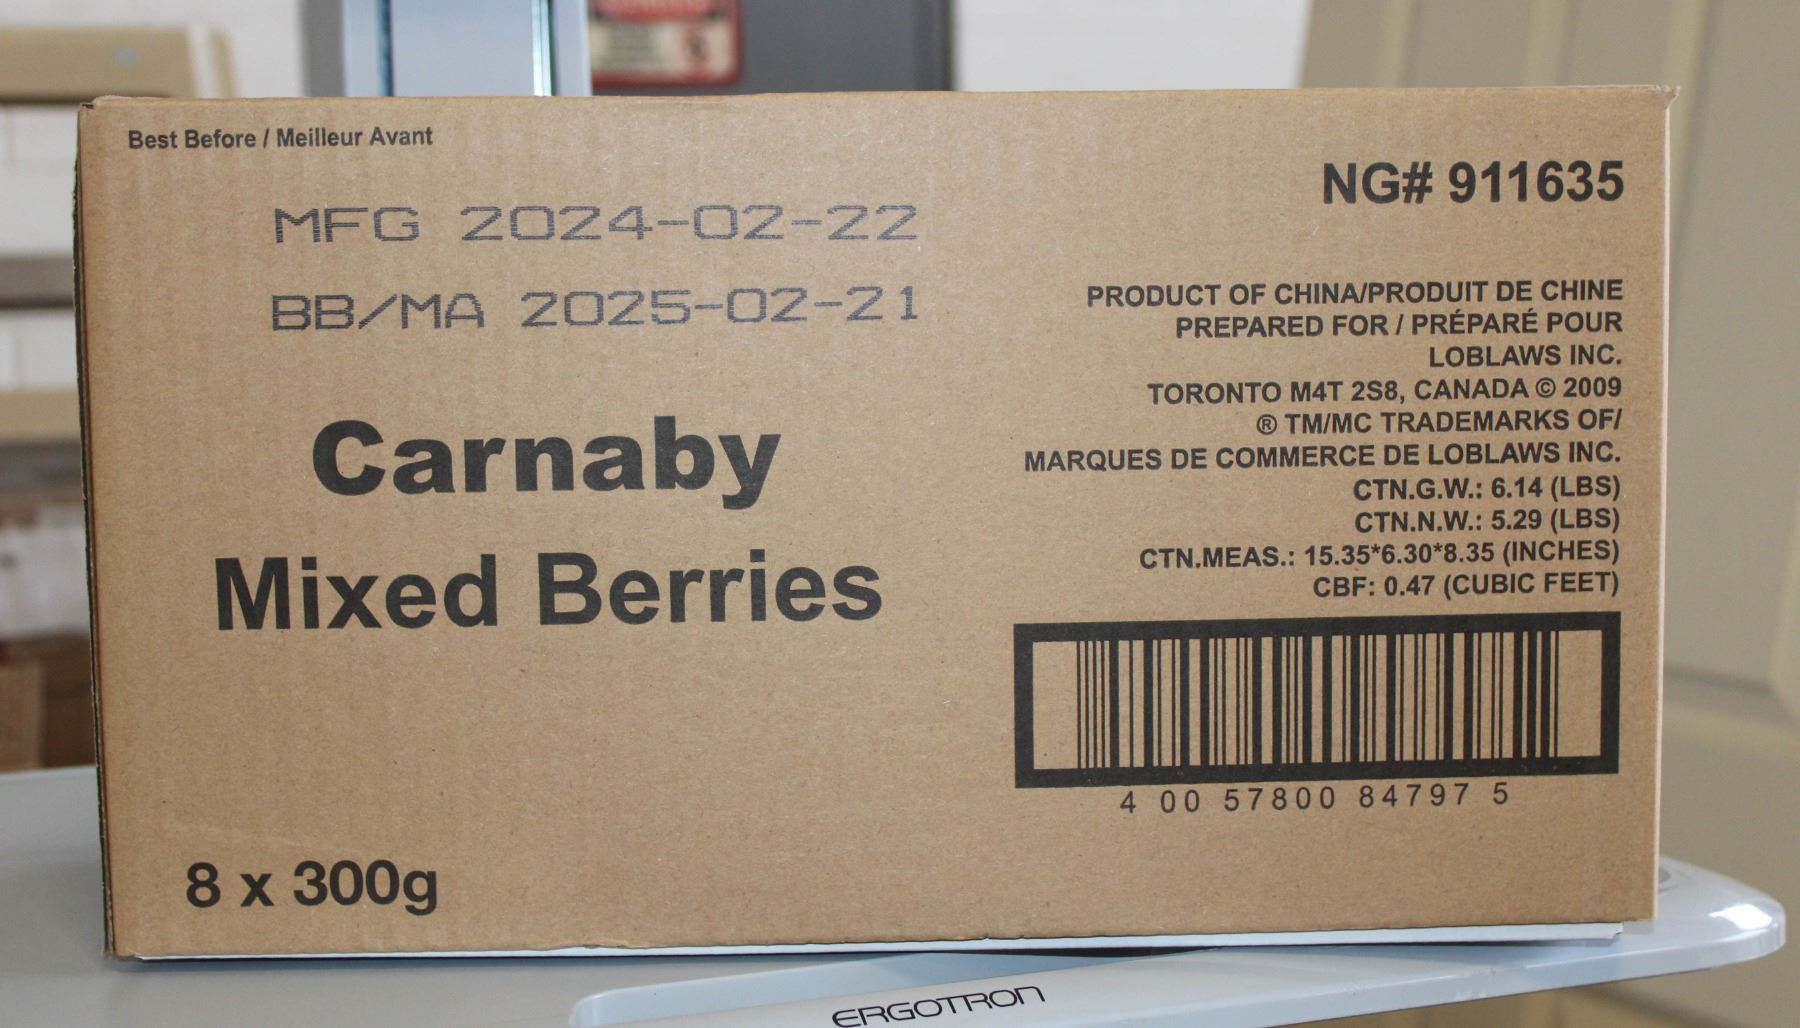 Best Before / Meilleur Avant
MFG 2024-02-22
BB/MA 2025-02-21
Carnaby
Mixed Berries
8 x 300g
NG# 911635
PRODUCT OF CHINA/PRODUIT DE CHINE
PREPARED FOR / PRÉPARÉ POUR
LOBLAWS INC.
TORONTO M4T 2S8, CANADA © 2009
® TM/MC TRADEMARKS OF/
MARQUES DE COMMERCE DE LOBLAWS INC.
CTN.G.W.: 6.14 (LBS)
CTN.N.W.: 5.29 (LBS)
CTN.MEAS.: 15.35*6.30*8.35 (INCHES)
CBF: 0.47 (CUBIC FEET)
4 00 57800 84797 5
ERGOTRON